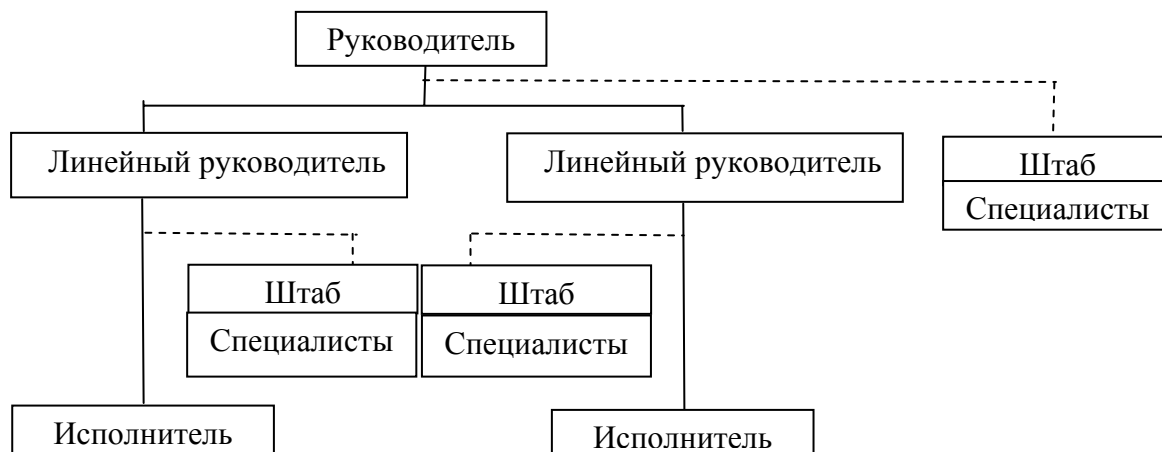 Руководитель
Линейный руководитель
Линейный руководитель
Штаб
Специалисты
Штаб
Специалисты
Штаб
Специалисты
Исполнитель
Исполнитель